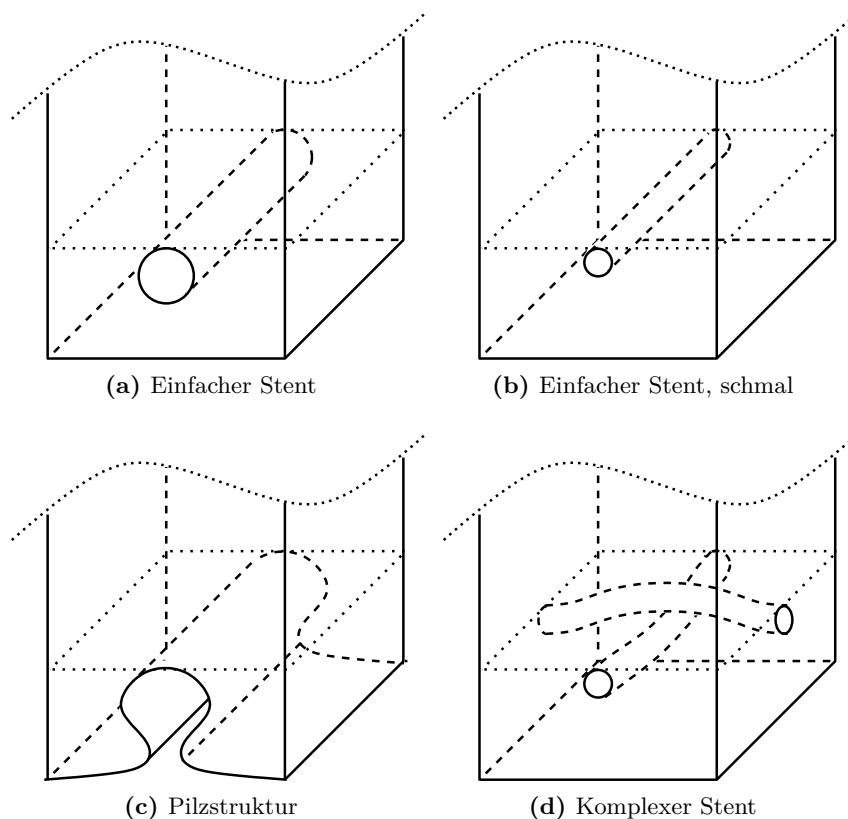 (a) Einfacher Stent
(b) Einfacher Stent, schmal
(c) Pilzstruktur
(d) Komplexer Stent